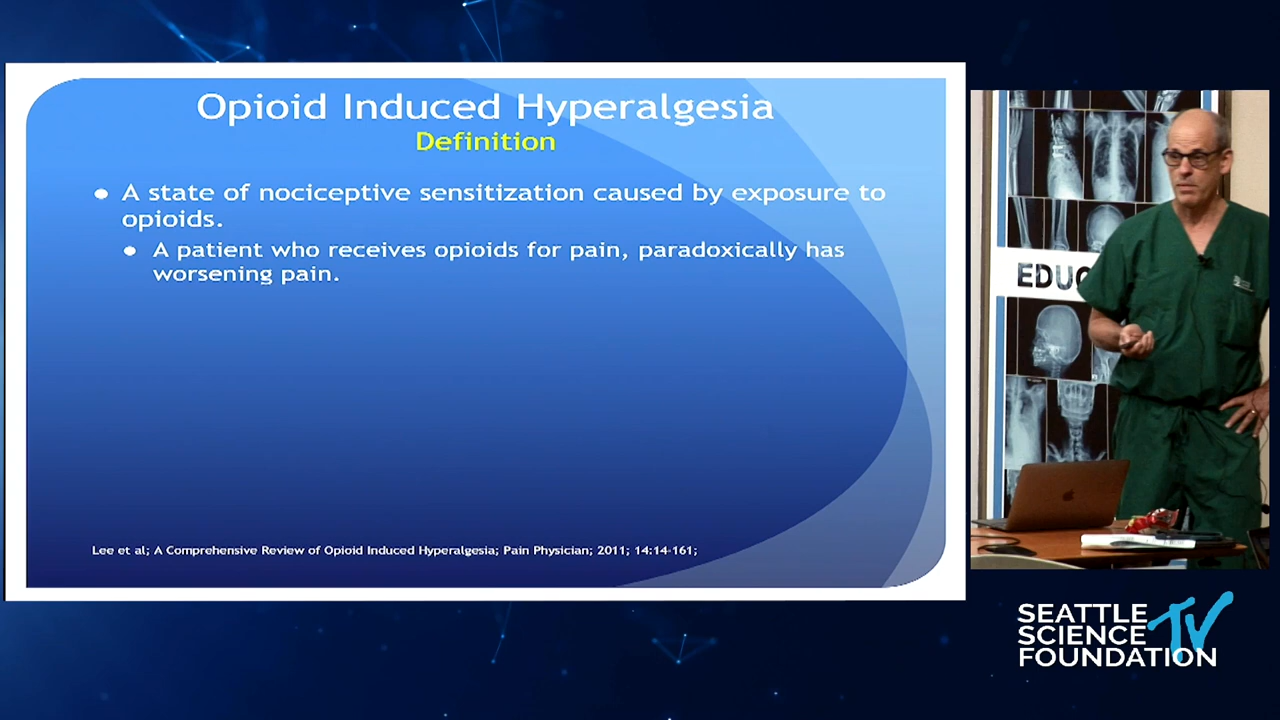 Opioid Induced Hyperalgesia
Definition
● A state of nociceptive sensitization caused by exposure to
opioids.
● A patient who receives opioids for pain, paradoxically has
worsening pain.
Lee et al; A Comprehensive Review of Opioid Induced Hyperalgesia; Pain Physician; 2011; 14:14-161;
EDUC
SEATTLE
SCIENCE
FOUNDATION
TV